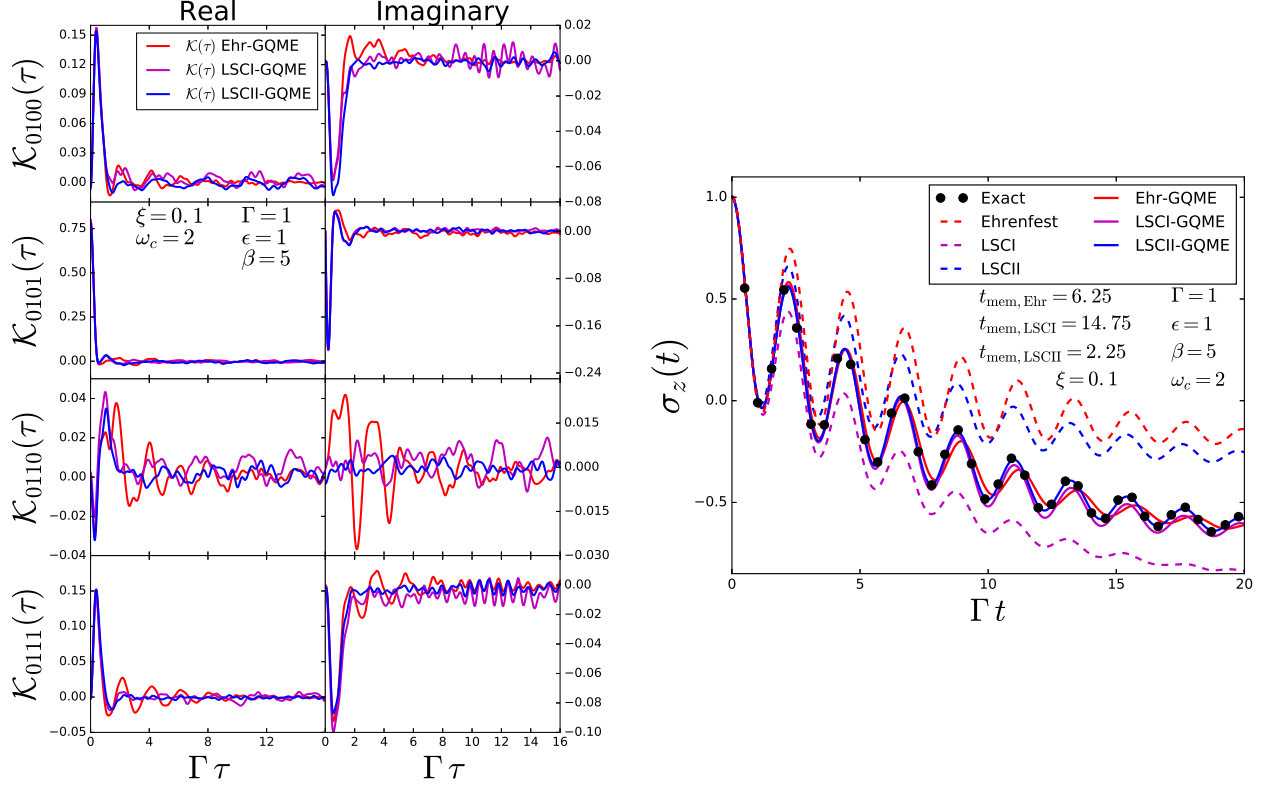 Real Imaginary
𝒦(τ) Ehr-GQME
𝒦(τ) LSCI-GQME
𝒦(τ) LSCII-GQME
𝒦₀₁₀₀(τ)
0.15
0.12
0.09
0.06
0.03
0.00
0.02
0.00
−0.02
−0.04
−0.06
−0.08
ξ=0.1 Γ=1
ω_c=2 ϵ=1
β=5
𝒦₀₁₀₁(τ)
0.75
0.50
0.25
0.00
0.00
−0.08
−0.16
−0.24
𝒦₀₁₁₀(τ)
0.04
0.02
0.00
−0.02
−0.04
0.015
0.000
−0.015
−0.030
𝒦₀₁₁₁(τ)
0.15
0.10
0.05
0.00
−0.05
0.00
−0.02
−0.04
−0.06
−0.08
−0.10
0 4 8 12 0 2 4 6 8 10 12 14 16
Γτ Γτ
σ_z(t)
1.0
0.5
0.0
−0.5
Exact
Ehrenfest
LSCI
LSCII
Ehr-GQME
LSCI-GQME
LSCII-GQME
t_mem,Ehr=6.25 Γ=1
t_mem,LSCI=14.75 ϵ=1
t_mem,LSCII=2.25 β=5
ξ=0.1 ω_c=2
0 5 10 15 20
Γt